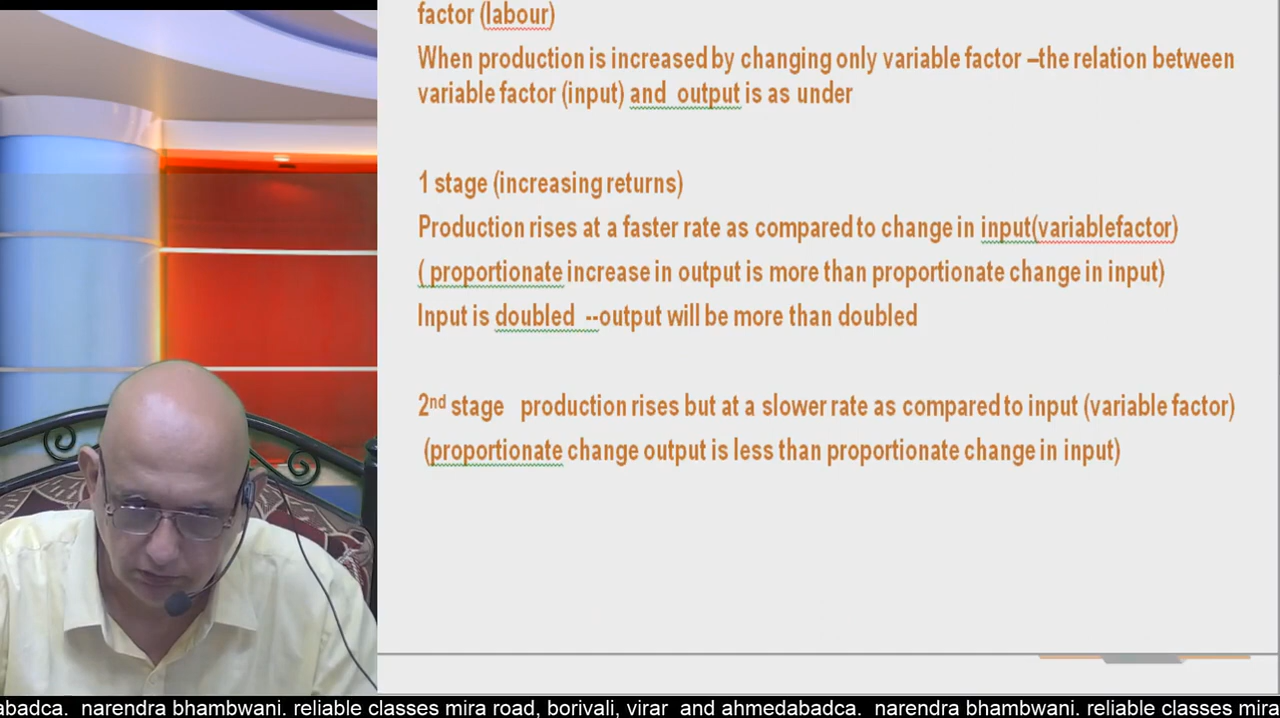 factor (labour)
When production is increased by changing only variable factor –the relation between
variable factor (input) and output is as under
1 stage (increasing returns)
Production rises at a faster rate as compared to change in input(variablefactor)
( proportionate increase in output is more than proportionate change in input)
Input is doubled --output will be more than doubled
2nd stage production rises but at a slower rate as compared to input (variable factor)
(proportionate change output is less than proportionate change in input)
abadca. narendra bhambwani. reliable classes mira road, borivali, virar and ahmedabadca. narendra bhambwani. reliable classes mira